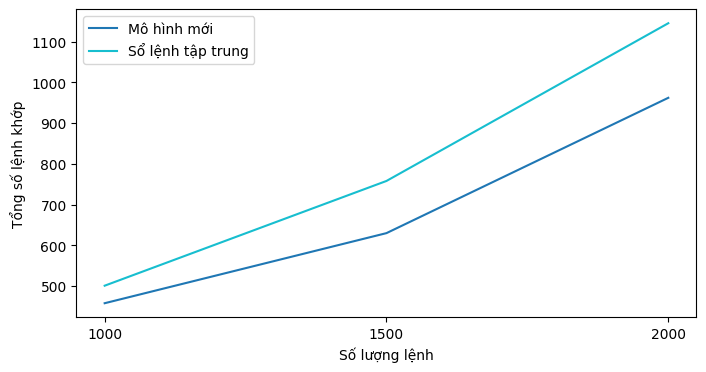 Mô hình mới
Sổ lệnh tập trung
1100
1000
900
800
700
600
500
Tổng số lệnh khớp
1000
1500
2000
Số lượng lệnh